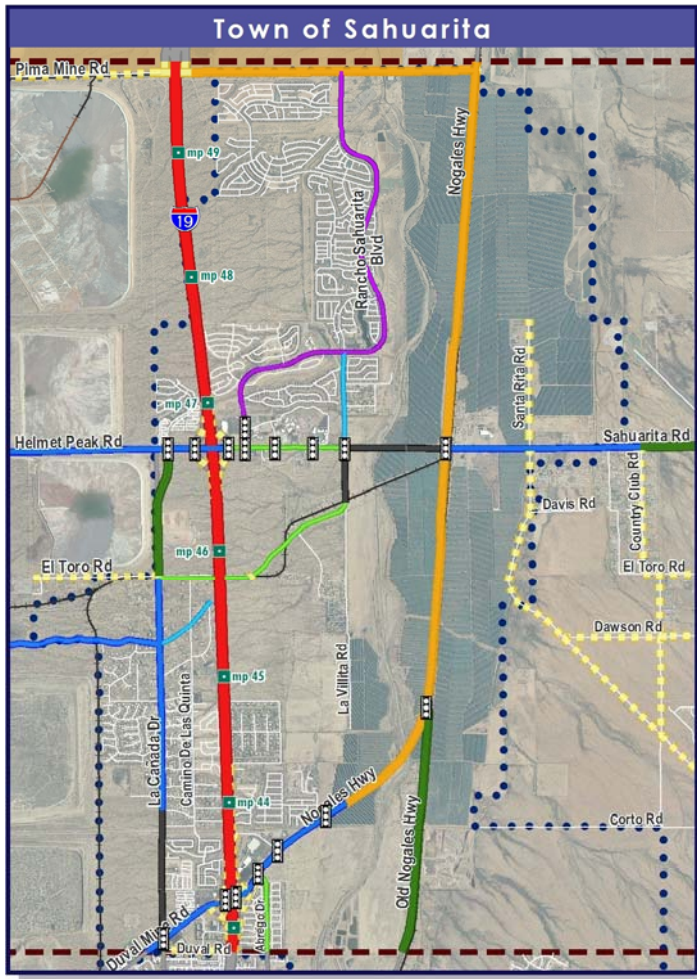 Town of Sahuarita
Pima Mine Rd
mp 49
19
Nogales Hwy
Rancho Sahuarita
Blvd
mp 48
Santa Rita Rd
mp 47
Helmet Peak Rd
Sahuarita Rd
Country Club Rd
Davis Rd
mp 46
El Toro Rd
El Toro Rd
Dawson Rd
La Villita Rd
mp 45
La Cañada Dr
Camino De Las Quinta
mp 44
Nogales Hwy
Corto Rd
Old Nogales Hwy
Abrego Dr
Duval Mine Rd
Duval Rd